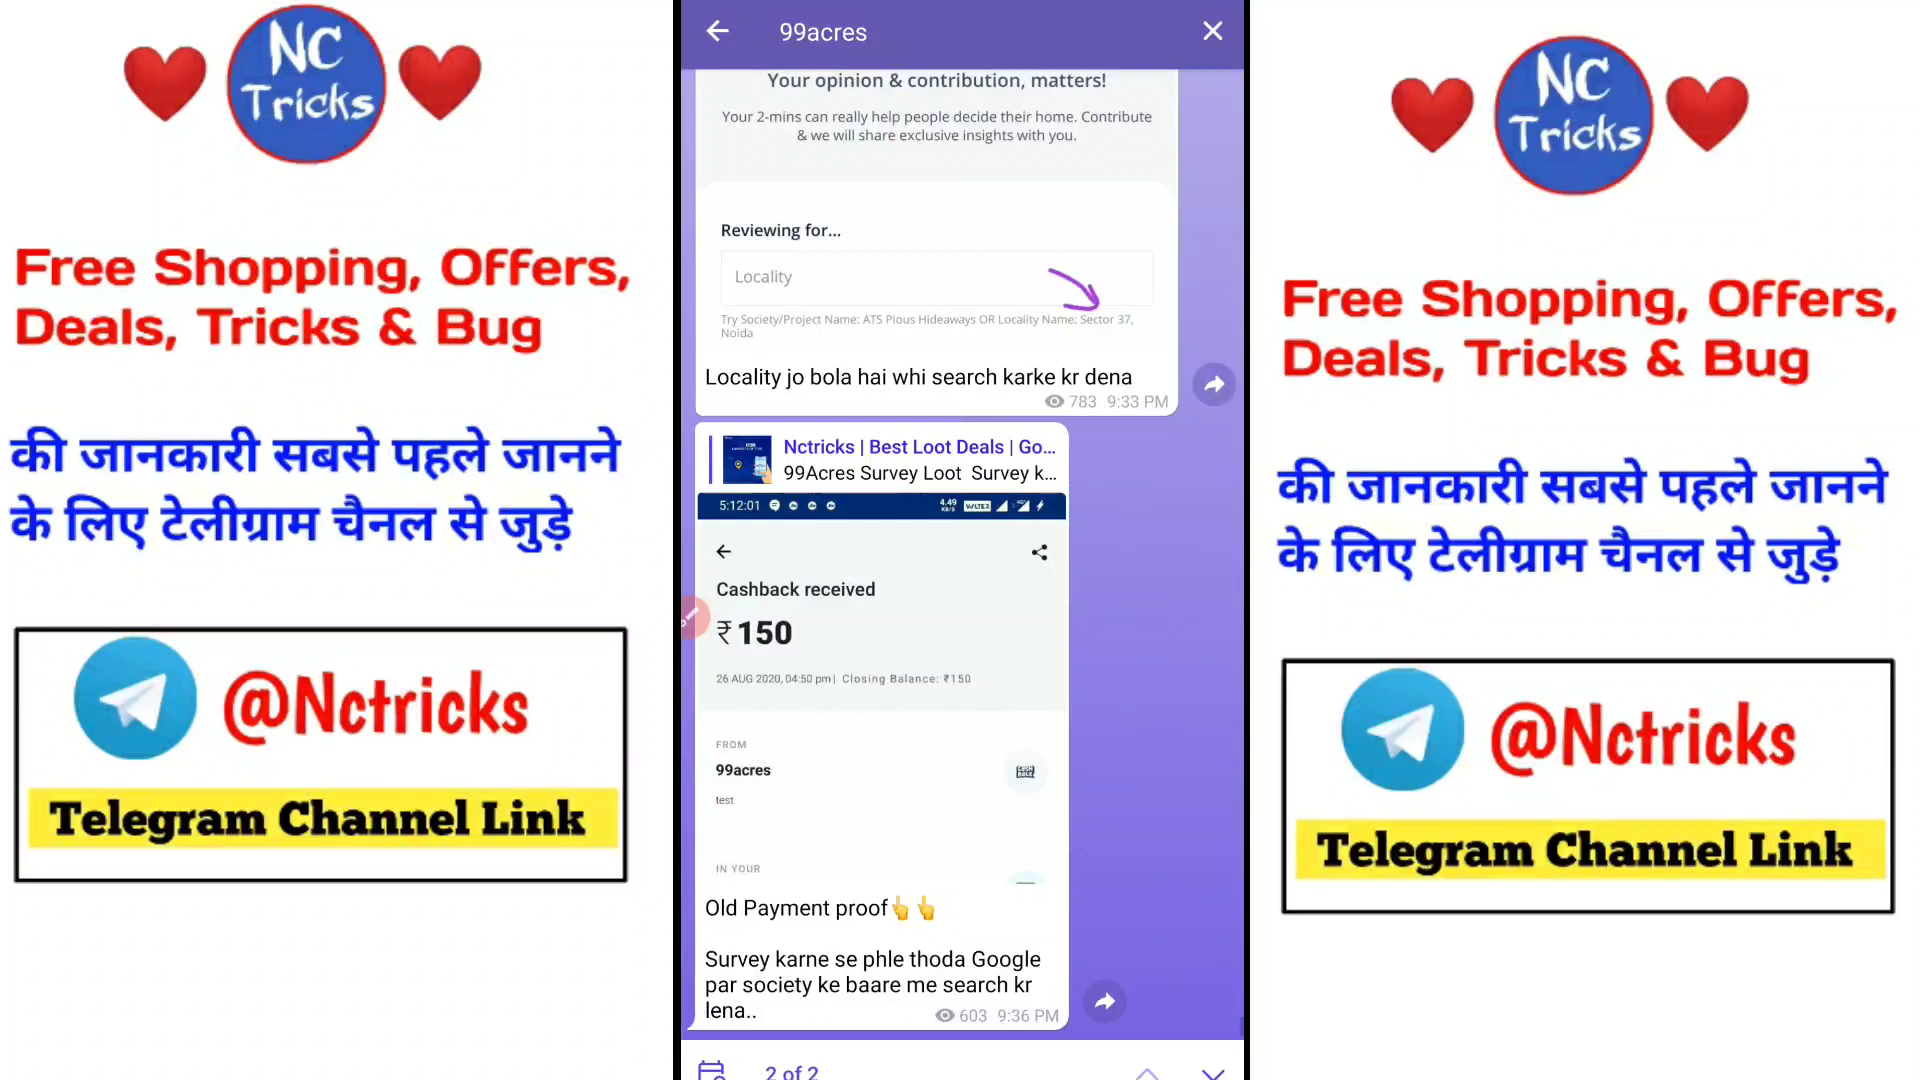 NC
Tricks
Free Shopping, Offers,
Deals, Tricks & Bug
की जानकारी सबसे पहले जानने
के लिए टेलीग्राम चैनल से जुड़े
@Nctricks
Telegram Channel Link
99acres
Your opinion & contribution, matters!
Your 2-mins can really help people decide their home. Contribute
& we will share exclusive insights with you.
Reviewing for...
Locality
Try Society/Project Name: ATS Pious Hideaways OR Locality Name: Sector 37,
Noida
Locality jo bola hai whi search karke kr dena
783 9:33 PM
Nctricks | Best Loot Deals | Go...
99Acres Survey Loot Survey k...
5:12:01
4.49
KB/S
VoLTE2
4G
Cashback received
₹150
26 AUG 2020, 04:50 pm | Closing Balance: ₹150
FROM
99acres
CASH
BACK
test
IN YOUR
Old Payment proof👆👆
Survey karne se phle thoda Google
par society ke baare me search kr
lena..
603 9:36 PM
2 of 2
NC
Tricks
Free Shopping, Offers,
Deals, Tricks & Bug
की जानकारी सबसे पहले जानने
के लिए टेलीग्राम चैनल से जुड़े
@Nctricks
Telegram Channel Link